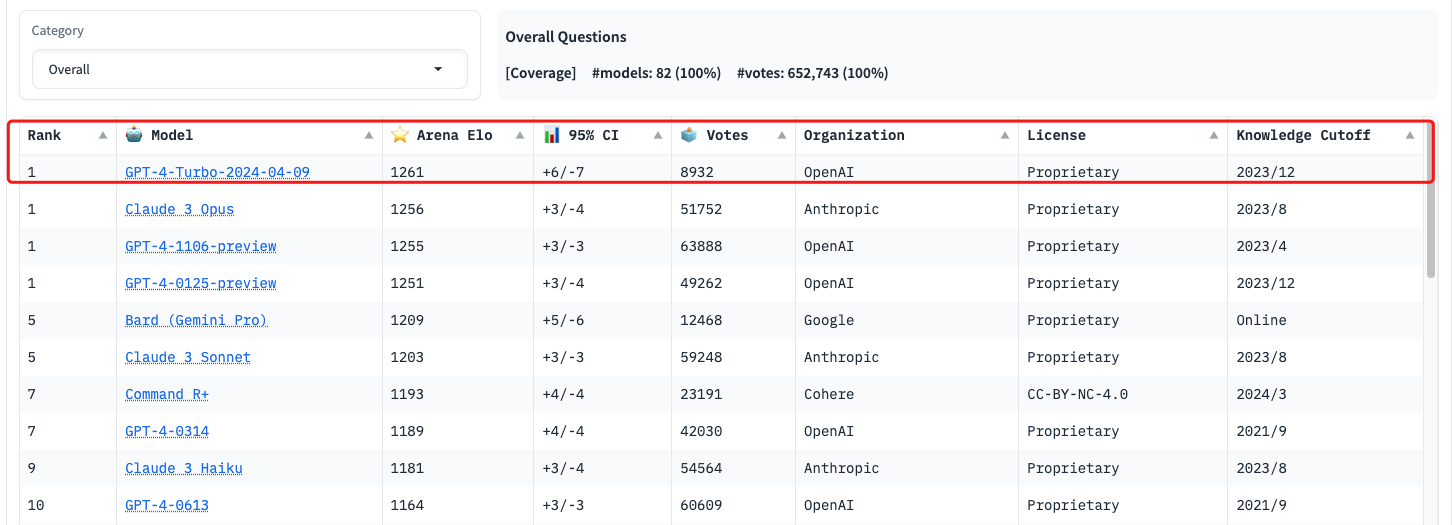 Category
Overall
Overall Questions
[Coverage] #models: 82 (100%) #votes: 652,743 (100%)
Rank Model Arena Elo 95% CI Votes Organization License Knowledge Cutoff
1 GPT-4-Turbo-2024-04-09 1261 +6/-7 8932 OpenAI Proprietary 2023/12
1 Claude 3 Opus 1256 +3/-4 51752 Anthropic Proprietary 2023/8
1 GPT-4-1106-preview 1255 +3/-3 63888 OpenAI Proprietary 2023/4
1 GPT-4-0125-preview 1251 +3/-4 49262 OpenAI Proprietary 2023/12
5 Bard (Gemini Pro) 1209 +5/-6 12468 Google Proprietary Online
5 Claude 3 Sonnet 1203 +3/-3 59248 Anthropic Proprietary 2023/8
7 Command R+ 1193 +4/-4 23191 Cohere CC-BY-NC-4.0 2024/3
7 GPT-4-0314 1189 +4/-4 42030 OpenAI Proprietary 2021/9
9 Claude 3 Haiku 1181 +3/-4 54564 Anthropic Proprietary 2023/8
10 GPT-4-0613 1164 +3/-3 60609 OpenAI Proprietary 2021/9